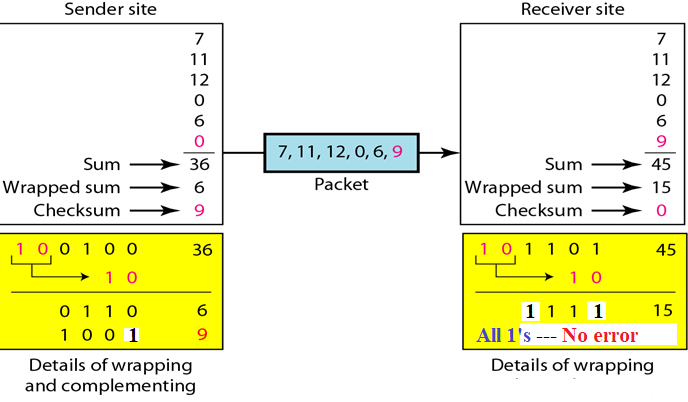 Sender site
7
11
12
0
6
0
Sum 36
Wrapped sum 6
Checksum 9
1 0 0 1 0 0 36
1 0
0 1 1 0 6
1 0 0 1 9
Details of wrapping
and complementing
7, 11, 12, 0, 6, 9
Packet
Receiver site
7
11
12
0
6
9
Sum 45
Wrapped sum 15
Checksum 0
1 0 1 1 0 1 45
1 0
1 1 1 1 15
All 1's --- No error
Details of wrapping